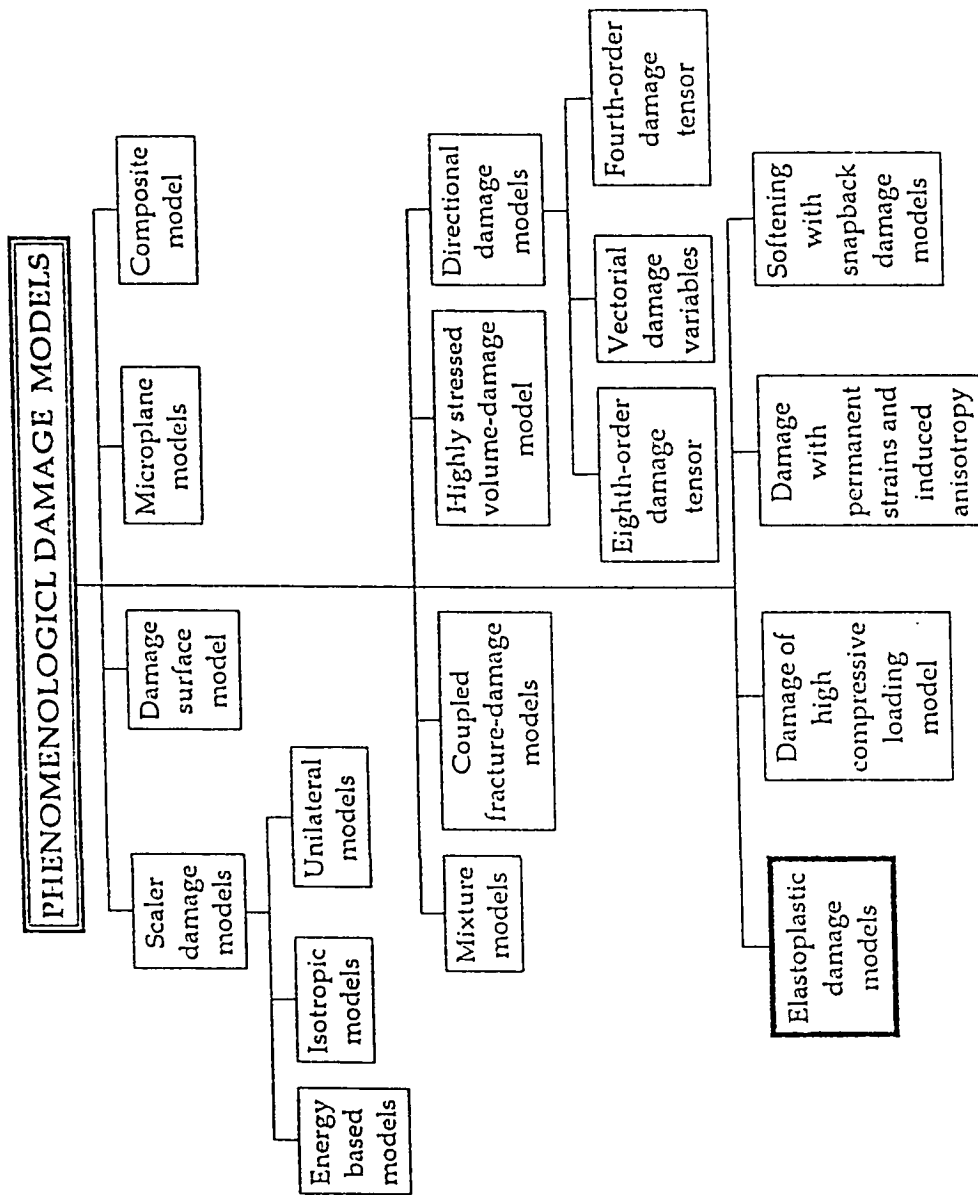 PHENOMENOLOGICL DAMAGE MODELS
Scaler
damage
models
Damage
surface
model
Microplane
models
Composite
model
Energy
based
models
Isotropic
models
Unilateral
models
Mixture
models
Coupled
fracture-damage
models
Highly stressed
volume-damage
model
Directional
damage
models
Eighth-order
damage
tensor
Vectorial
damage
variables
Fourth-order
damage
tensor
Elastoplastic
damage
models
Damage of
high
compressive
loading
model
Damage
with
permanent
strains and
induced
anisotropy
Softening
with
snapback
damage
models